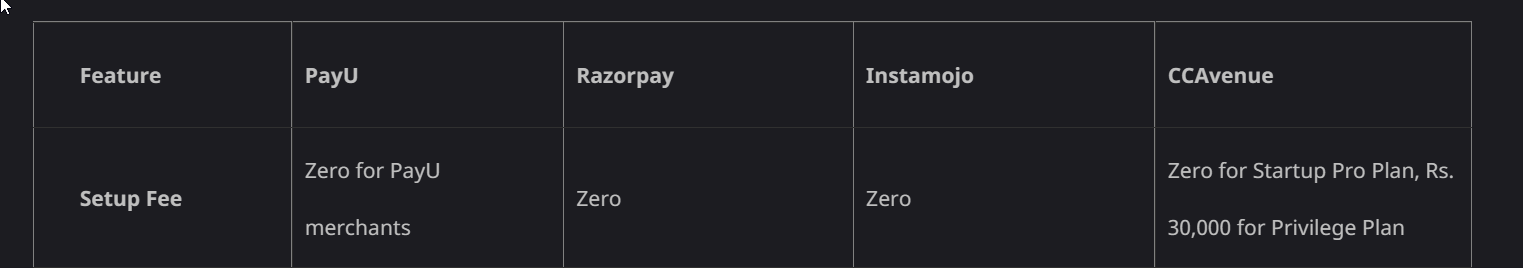 Feature PayU Razorpay Instamojo CCAvenue
Setup Fee
Zero for PayU
merchants
Zero
Zero
Zero for Startup Pro Plan, Rs.
30,000 for Privilege Plan